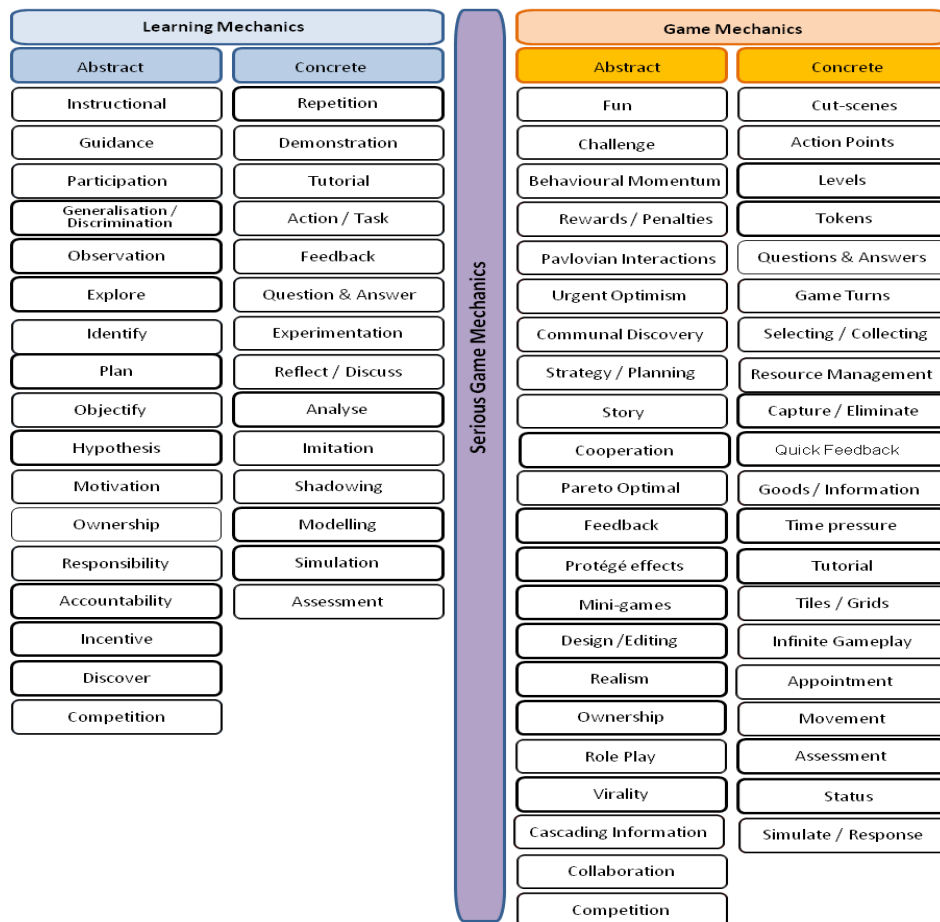 Learning Mechanics
Abstract
Instructional
Guidance
Participation
Generalisation /
Discrimination
Observation
Explore
Identify
Plan
Objectify
Hypothesis
Motivation
Ownership
Responsibility
Accountability
Incentive
Discover
Competition
Concrete
Repetition
Demonstration
Tutorial
Action / Task
Feedback
Question & Answer
Experimentation
Reflect / Discuss
Analyse
Imitation
Shadowing
Modelling
Simulation
Assessment
Serious Game Mechanics
Game Mechanics
Abstract
Fun
Challenge
Behavioural Momentum
Rewards / Penalties
Pavlovian Interactions
Urgent Optimism
Communal Discovery
Strategy / Planning
Story
Cooperation
Pareto Optimal
Feedback
Protégé effects
Mini-games
Design /Editing
Realism
Ownership
Role Play
Virality
Cascading Information
Collaboration
Competition
Concrete
Cut-scenes
Action Points
Levels
Tokens
Questions & Answers
Game Turns
Selecting / Collecting
Resource Management
Capture / Eliminate
Quick Feedback
Goods / Information
Time pressure
Tutorial
Tiles / Grids
Infinite Gameplay
Appointment
Movement
Assessment
Status
Simulate / Response